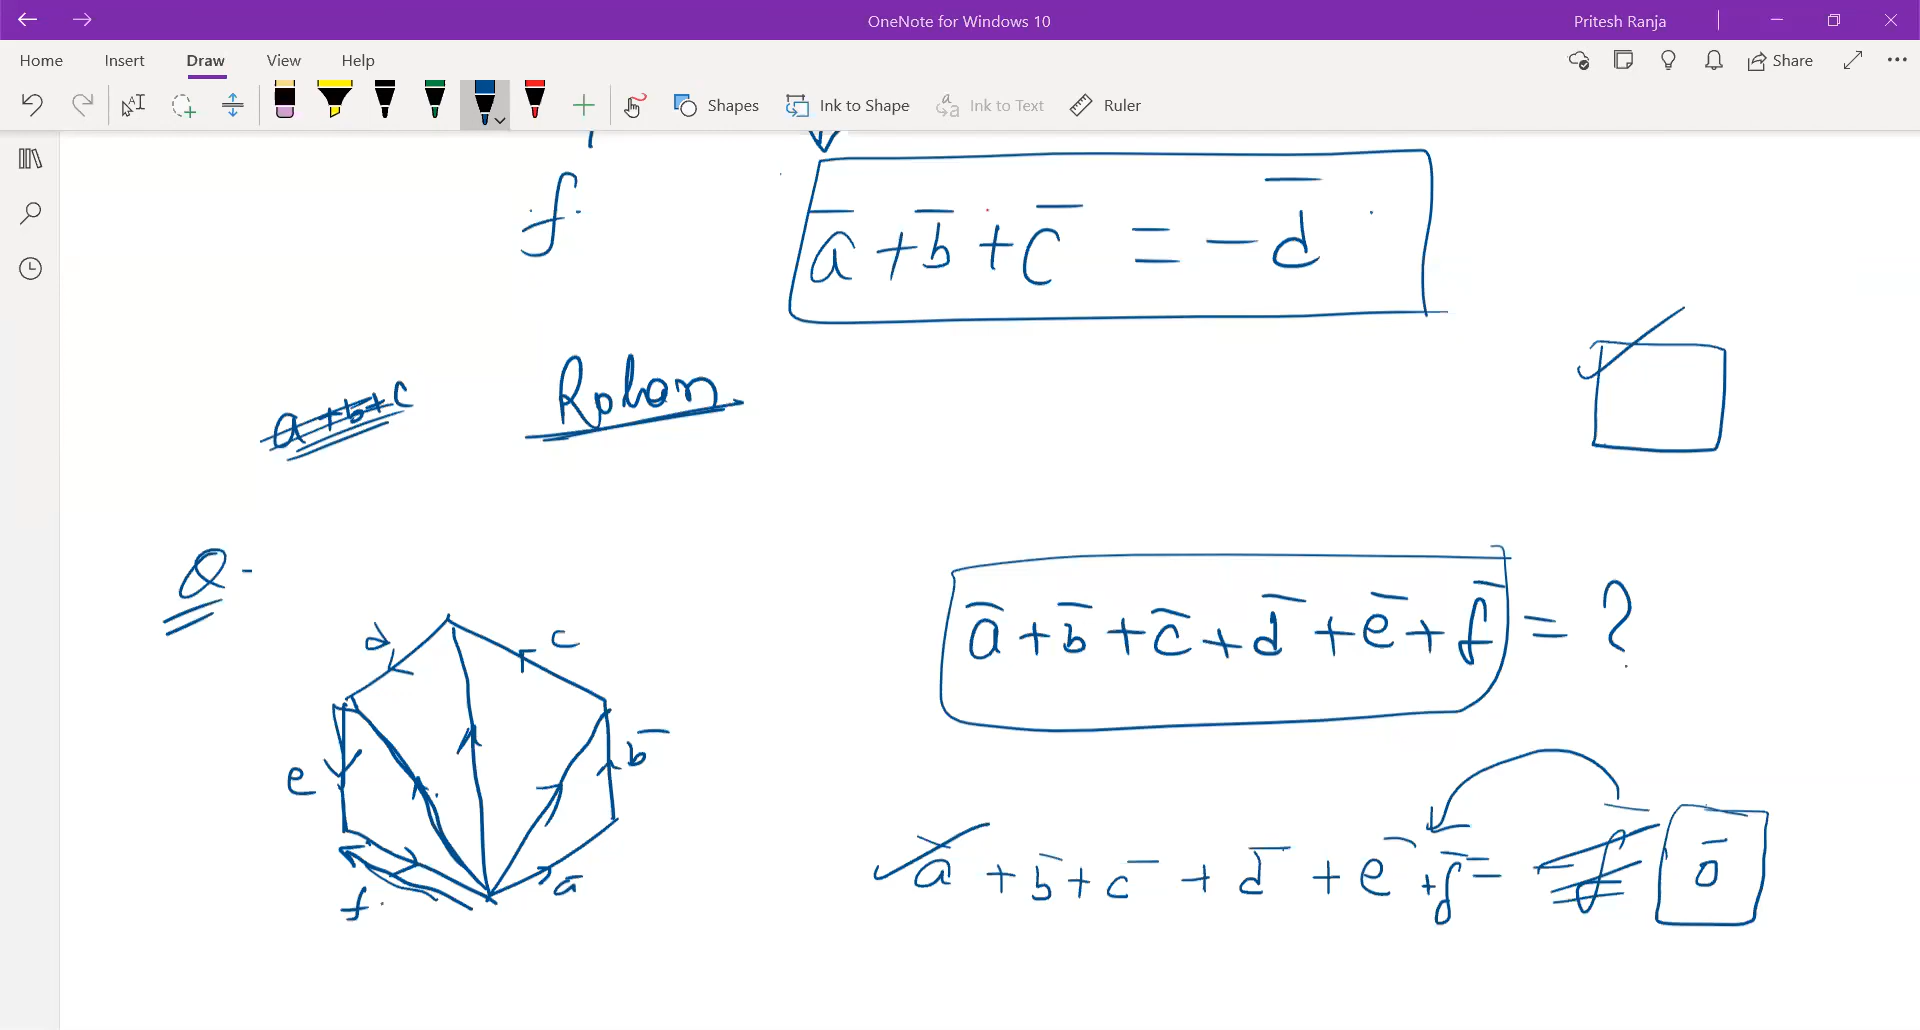 OneNote for Windows 10
Pritesh Ranja
Home Insert Draw View Help
Share
Shapes Ink to Shape Ink to Text Ruler
f
a̅ + b̅ + c̅ = - d̅
a + b + c
Rohan
Q -
a̅ + b̅ + c̅ + d̅ + e̅ + f̅ = ?
d
c
b̅
e
a̅
f
a̅ + b̅ + c̅ + d̅ + e̅ + f̅ = - f̅ 0̅